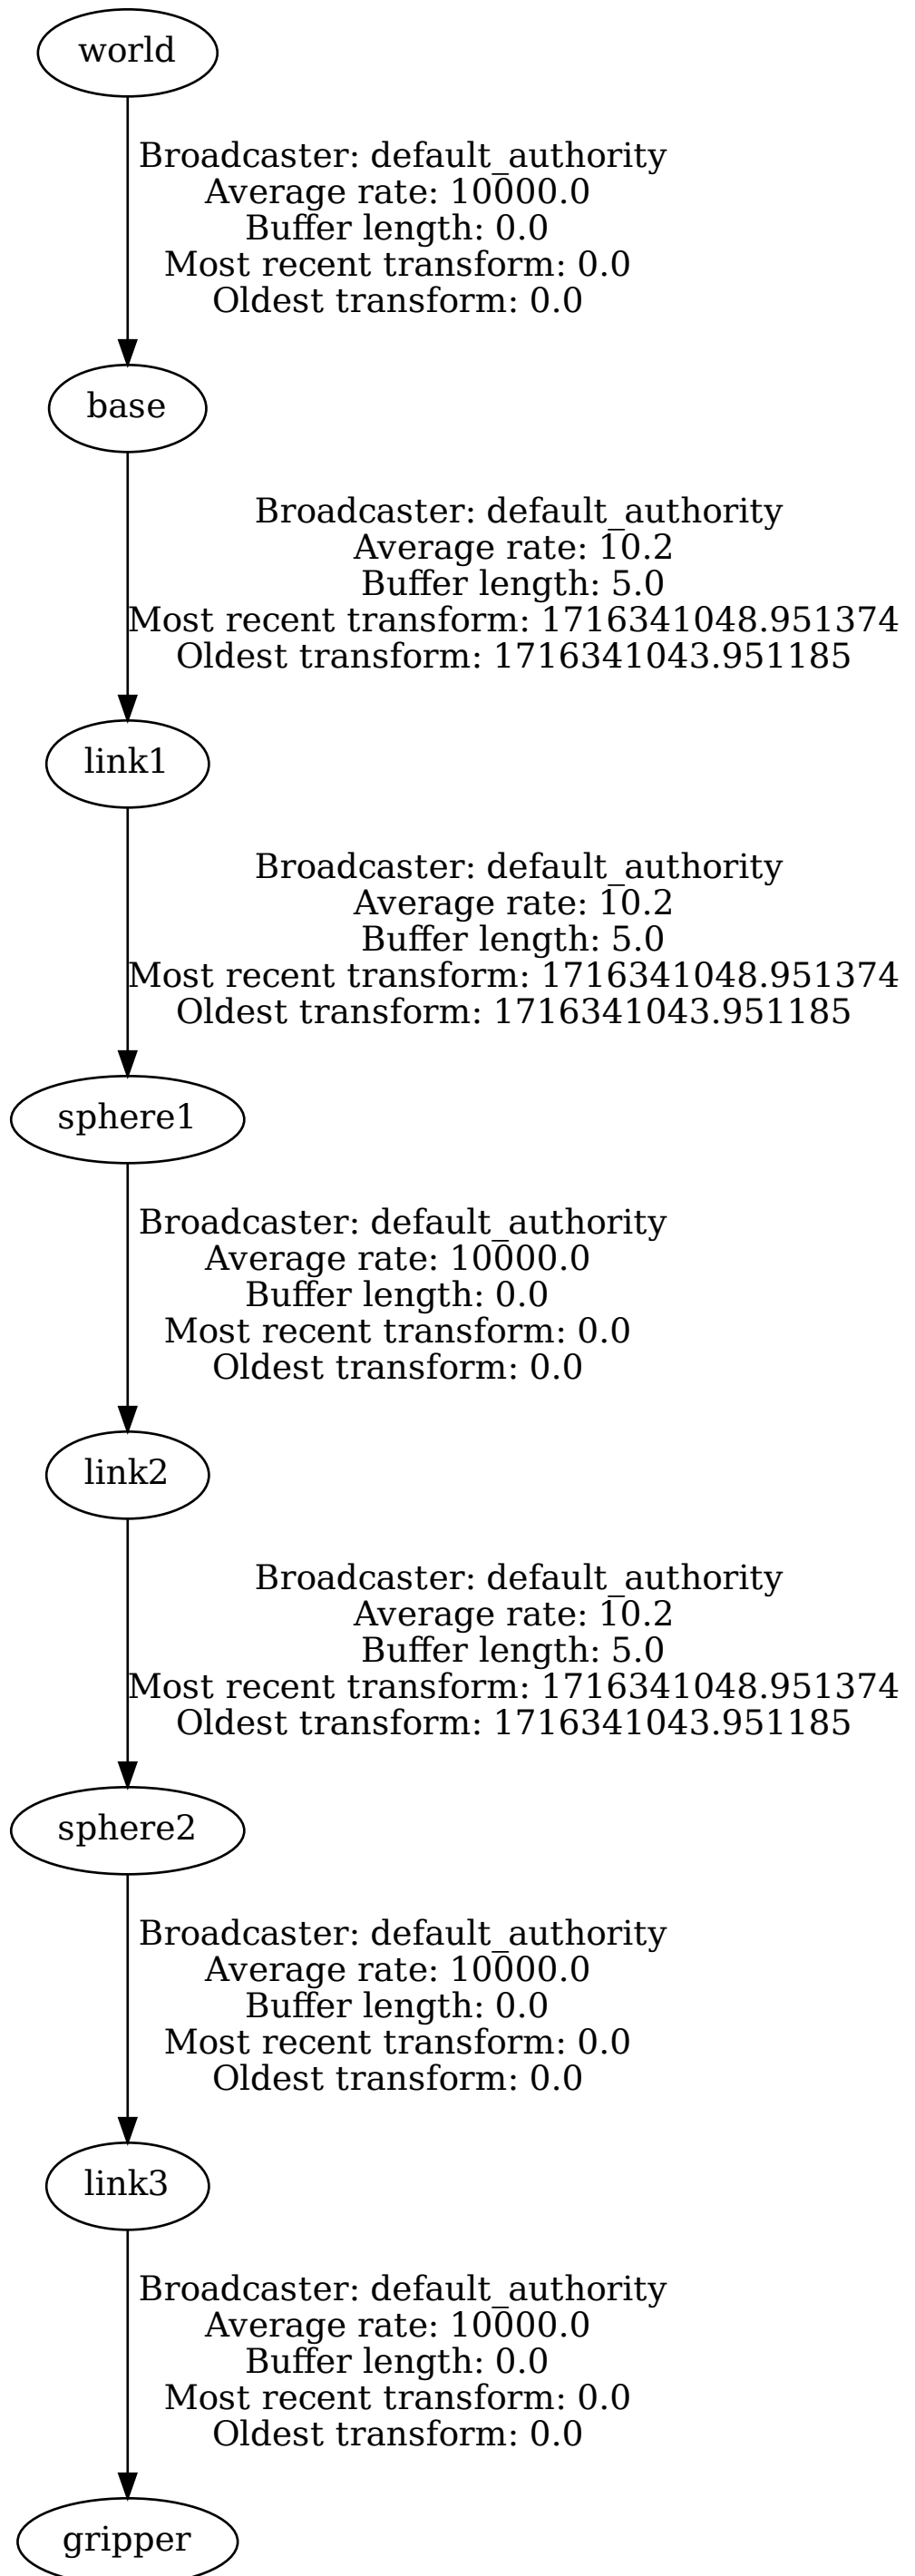 world
Broadcaster: default_authority
Average rate: 10000.0
Buffer length: 0.0
Most recent transform: 0.0
Oldest transform: 0.0
base
Broadcaster: default_authority
Average rate: 10.2
Buffer length: 5.0
Most recent transform: 1716341048.951374
Oldest transform: 1716341043.951185
link1
Broadcaster: default_authority
Average rate: 10.2
Buffer length: 5.0
Most recent transform: 1716341048.951374
Oldest transform: 1716341043.951185
sphere1
Broadcaster: default_authority
Average rate: 10000.0
Buffer length: 0.0
Most recent transform: 0.0
Oldest transform: 0.0
link2
Broadcaster: default_authority
Average rate: 10.2
Buffer length: 5.0
Most recent transform: 1716341048.951374
Oldest transform: 1716341043.951185
sphere2
Broadcaster: default_authority
Average rate: 10000.0
Buffer length: 0.0
Most recent transform: 0.0
Oldest transform: 0.0
link3
Broadcaster: default_authority
Average rate: 10000.0
Buffer length: 0.0
Most recent transform: 0.0
Oldest transform: 0.0
gripper